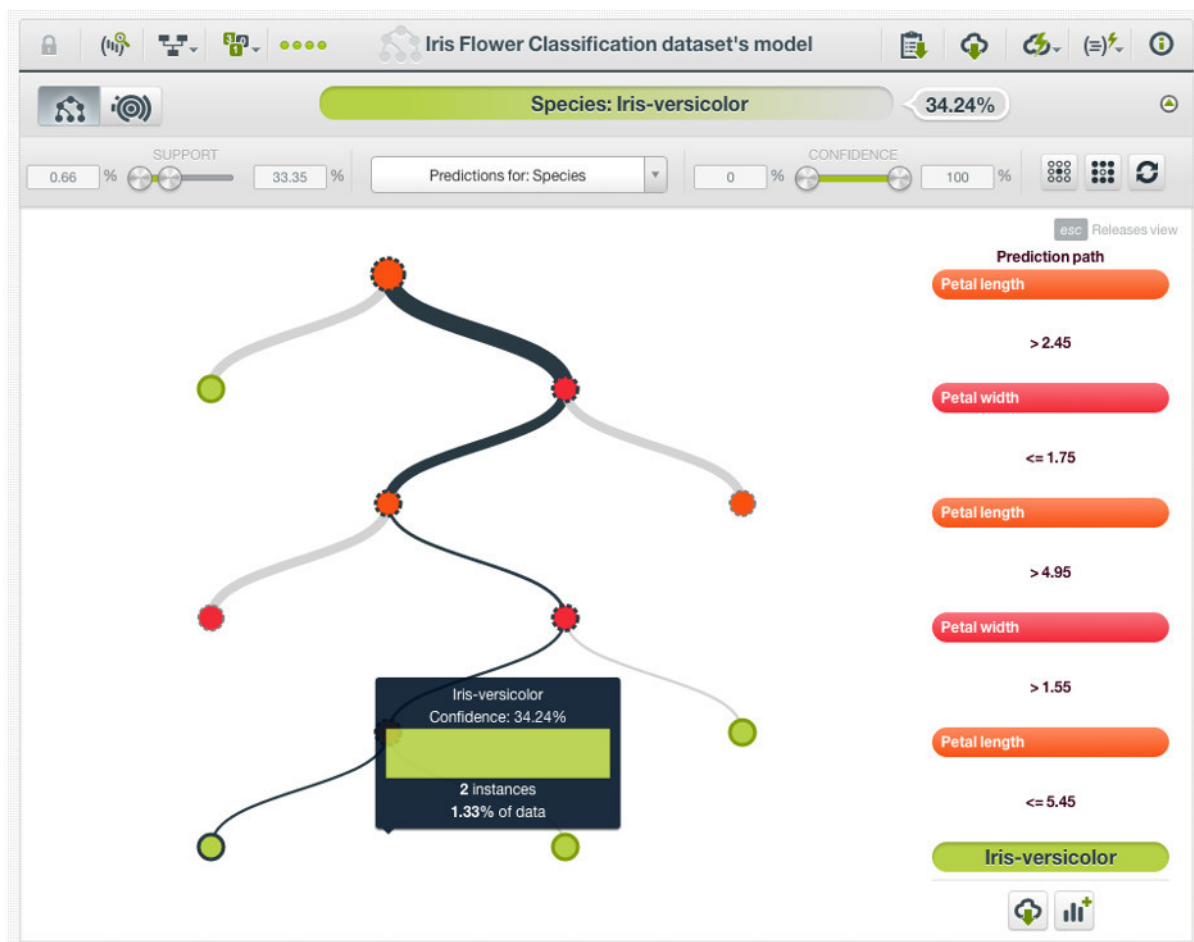 Iris Flower Classification dataset's model
Species: Iris-versicolor
34.24%
SUPPORT
CONFIDENCE
0.66 %
33.35 %
Predictions for: Species
0 %
100 %
esc Releases view
Prediction path
Petal length
> 2.45
Petal width
<= 1.75
Petal length
> 4.95
Petal width
> 1.55
Petal length
<= 5.45
Iris-versicolor
Iris-versicolor
Confidence: 34.24%
2 instances
1.33% of data